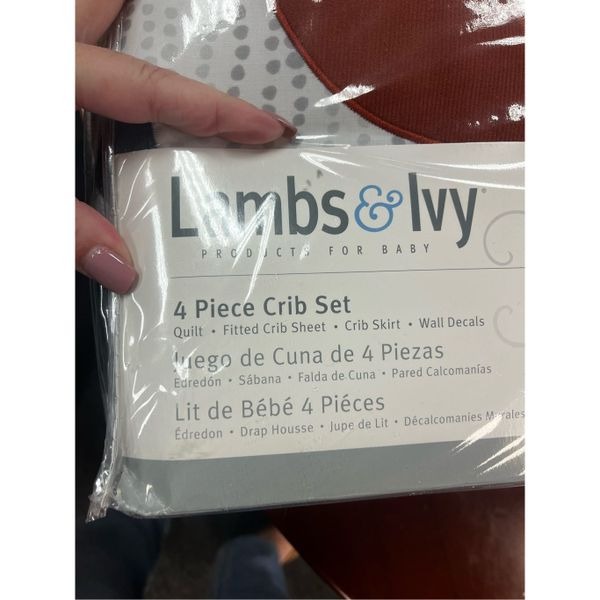 Lambs & Ivy®
PRODUCTS FOR BABY
4 Piece Crib Set
Quilt • Fitted Crib Sheet • Crib Skirt • Wall Decals
Juego de Cuna de 4 Piezas
Edredón • Sábana • Falda de Cuna • Pared Calcomanías
Lit de Bébé 4 Piéces
Édredon • Drap Housse • Jupe de Lit • Décalcomanies Murales